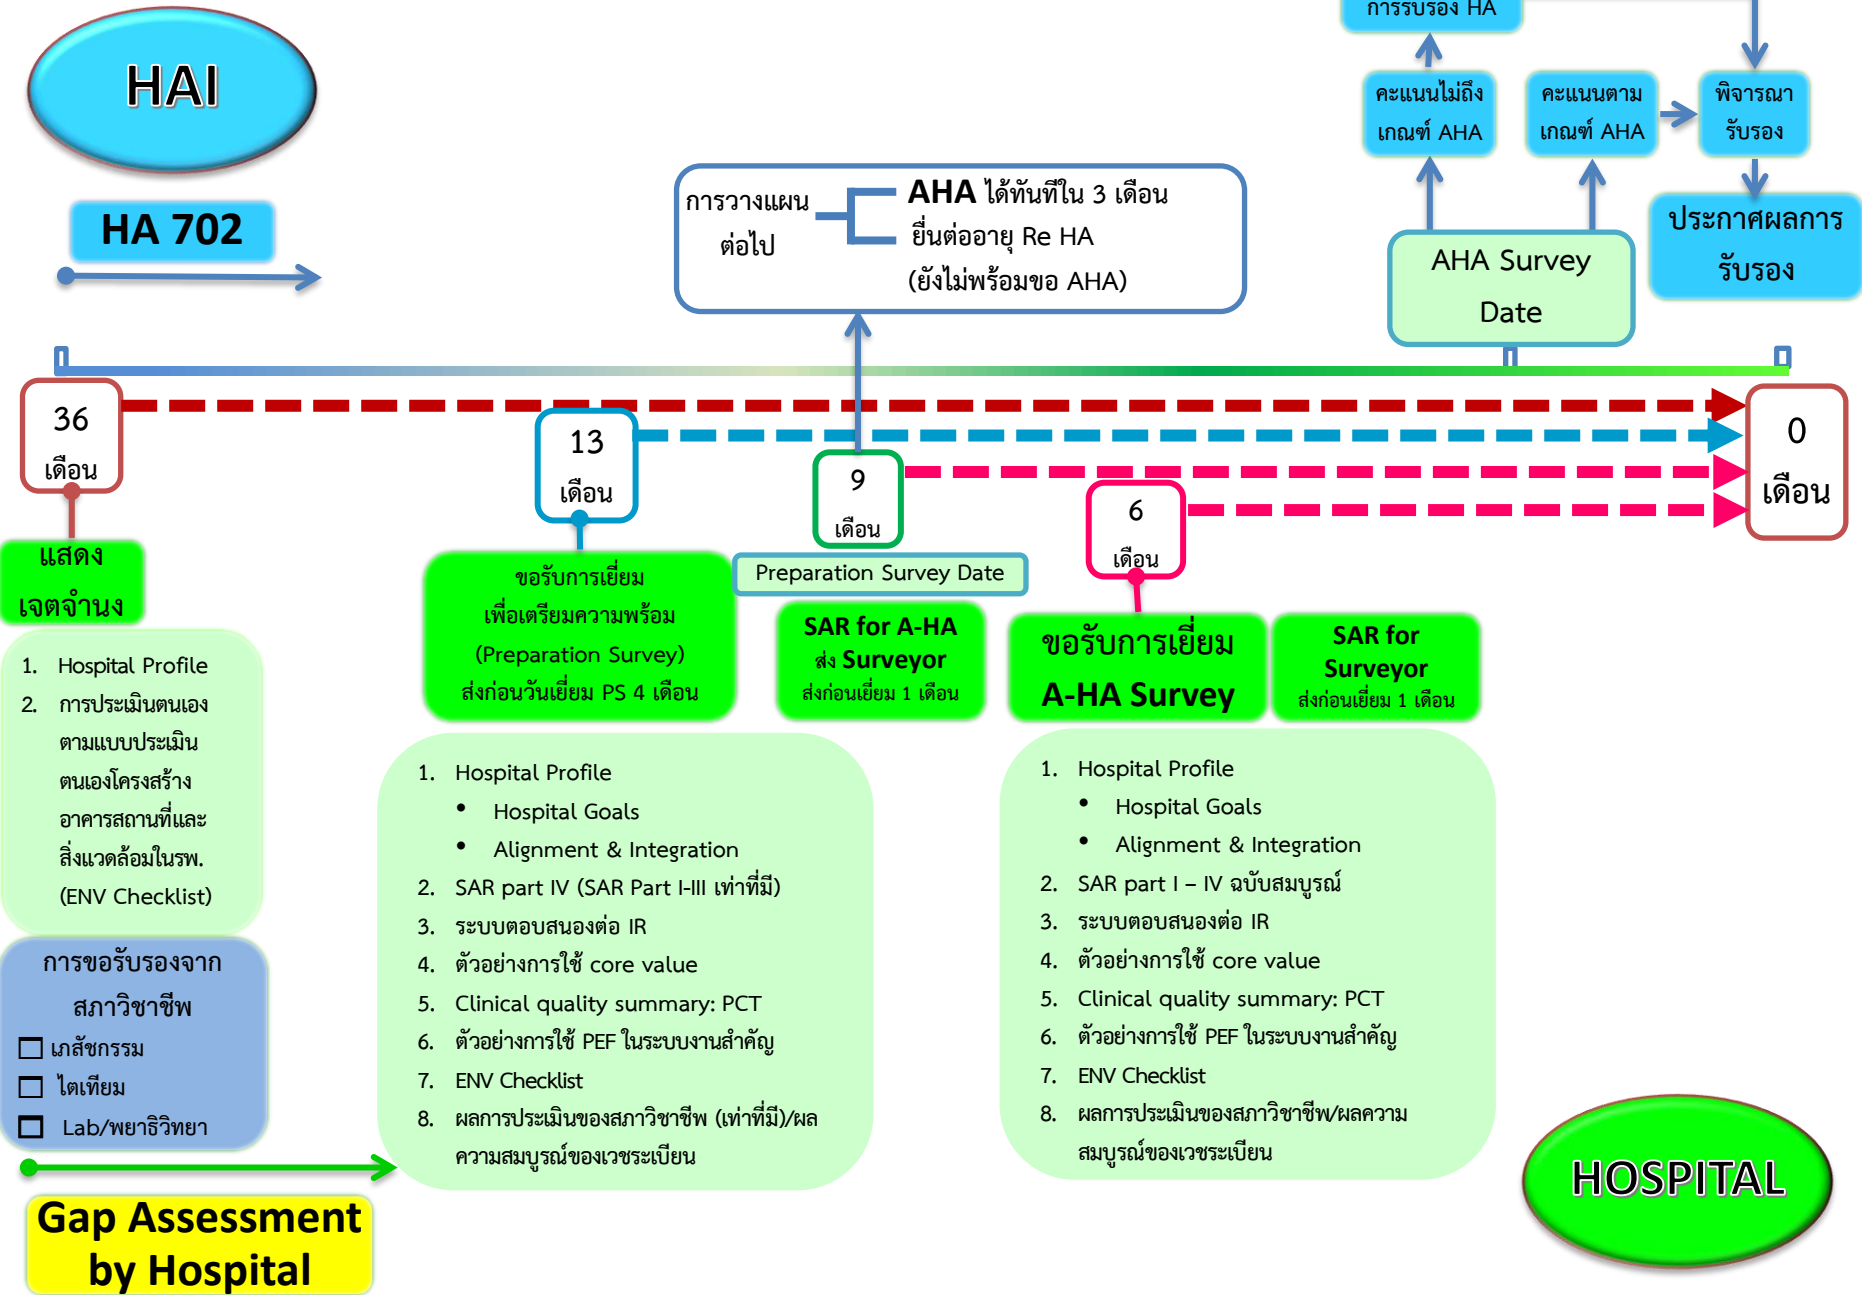 การรับรอง HA
HAI
คะแนนไม่ถึง
เกณฑ์ AHA
คะแนนตาม
เกณฑ์ AHA
พิจารณา
รับรอง
HA 702
การวางแผน
ต่อไป
AHA ได้ทันทีใน 3 เดือน
ยื่นต่ออายุ Re HA
(ยังไม่พร้อมขอ AHA)
AHA Survey
Date
ประกาศผลการ
รับรอง
36
เดือน
13
เดือน
9
เดือน
6
เดือน
0
เดือน
แสดง
เจตจำนง
1. Hospital Profile
2. การประเมินตนเอง
ตามแบบประเมิน
ตนเองโครงสร้าง
อาคารสถานที่และ
สิ่งแวดล้อมในรพ.
(ENV Checklist)
การขอรับรองจาก
สภาวิชาชีพ
เภสัชกรรม
ไตเทียม
Lab/พยาธิวิทยา
Gap Assessment
by Hospital
ขอรับการเยี่ยม
เพื่อเตรียมความพร้อม
(Preparation Survey)
ส่งก่อนวันเยี่ยม PS 4 เดือน
Preparation Survey Date
SAR for A-HA
ส่ง Surveyor
ส่งก่อนเยี่ยม 1 เดือน
1. Hospital Profile
• Hospital Goals
• Alignment & Integration
2. SAR part IV (SAR Part I-III เท่าที่มี)
3. ระบบตอบสนองต่อ IR
4. ตัวอย่างการใช้ core value
5. Clinical quality summary: PCT
6. ตัวอย่างการใช้ PEF ในระบบงานสำคัญ
7. ENV Checklist
8. ผลการประเมินของสภาวิชาชีพ (เท่าที่มี)/ผล
ความสมบูรณ์ของเวชระเบียน
ขอรับการเยี่ยม
A-HA Survey
SAR for
Surveyor
ส่งก่อนเยี่ยม 1 เดือน
1. Hospital Profile
• Hospital Goals
• Alignment & Integration
2. SAR part I – IV ฉบับสมบูรณ์
3. ระบบตอบสนองต่อ IR
4. ตัวอย่างการใช้ core value
5. Clinical quality summary: PCT
6. ตัวอย่างการใช้ PEF ในระบบงานสำคัญ
7. ENV Checklist
8. ผลการประเมินของสภาวิชาชีพ/ผลความ
สมบูรณ์ของเวชระเบียน
HOSPITAL